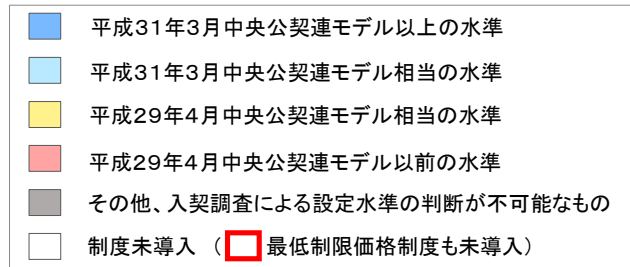 平成31年3月中央公契連モデル以上の水準
平成31年3月中央公契連モデル相当の水準
平成29年4月中央公契連モデル相当の水準
平成29年4月中央公契連モデル以前の水準
その他、入契調査による設定水準の判断が不可能なもの
制度未導入 ( 最低制限価格制度も未導入)